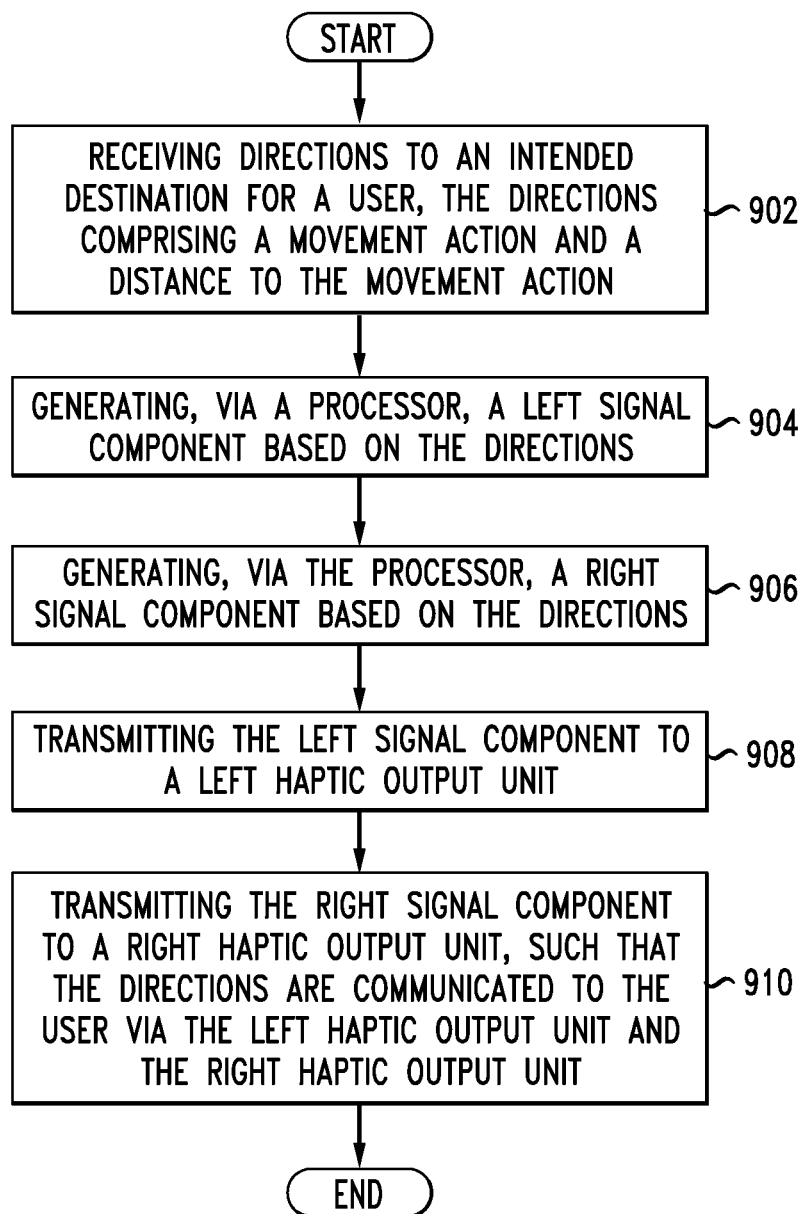 START
RECEIVING DIRECTIONS TO AN INTENDED
DESTINATION FOR A USER, THE DIRECTIONS
COMPRISING A MOVEMENT ACTION AND A
DISTANCE TO THE MOVEMENT ACTION
902
GENERATING, VIA A PROCESSOR, A LEFT SIGNAL
COMPONENT BASED ON THE DIRECTIONS
904
GENERATING, VIA THE PROCESSOR, A RIGHT
SIGNAL COMPONENT BASED ON THE DIRECTIONS
906
TRANSMITTING THE LEFT SIGNAL COMPONENT TO
A LEFT HAPTIC OUTPUT UNIT
908
TRANSMITTING THE RIGHT SIGNAL COMPONENT
TO A RIGHT HAPTIC OUTPUT UNIT, SUCH THAT
THE DIRECTIONS ARE COMMUNICATED TO THE
USER VIA THE LEFT HAPTIC OUTPUT UNIT AND
THE RIGHT HAPTIC OUTPUT UNIT
910
END